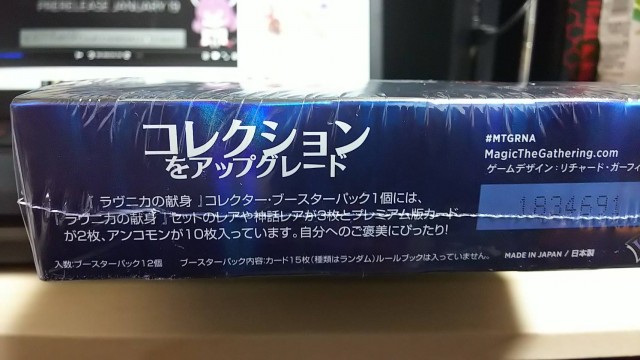 PRERELEASE JANUARY 19
コレクション
をアップグレード
「ラヴニカの献身」コレクター・ブースターパック1個には、
「ラヴニカの献身」セットのレアや神話レアが3枚とプレミアム版カード
が2枚、アンコモンが10枚入っています。自分へのご褒美にぴったり!
入数:ブースターパック12個
ブースターパック内容:カード15枚(種類はランダム)ルールブックは入っていません。
#MTGRNA
MagicTheGathering.com
ゲームデザイン:リチャード・ガーフィ
1834691
MADE IN JAPAN / 日本製